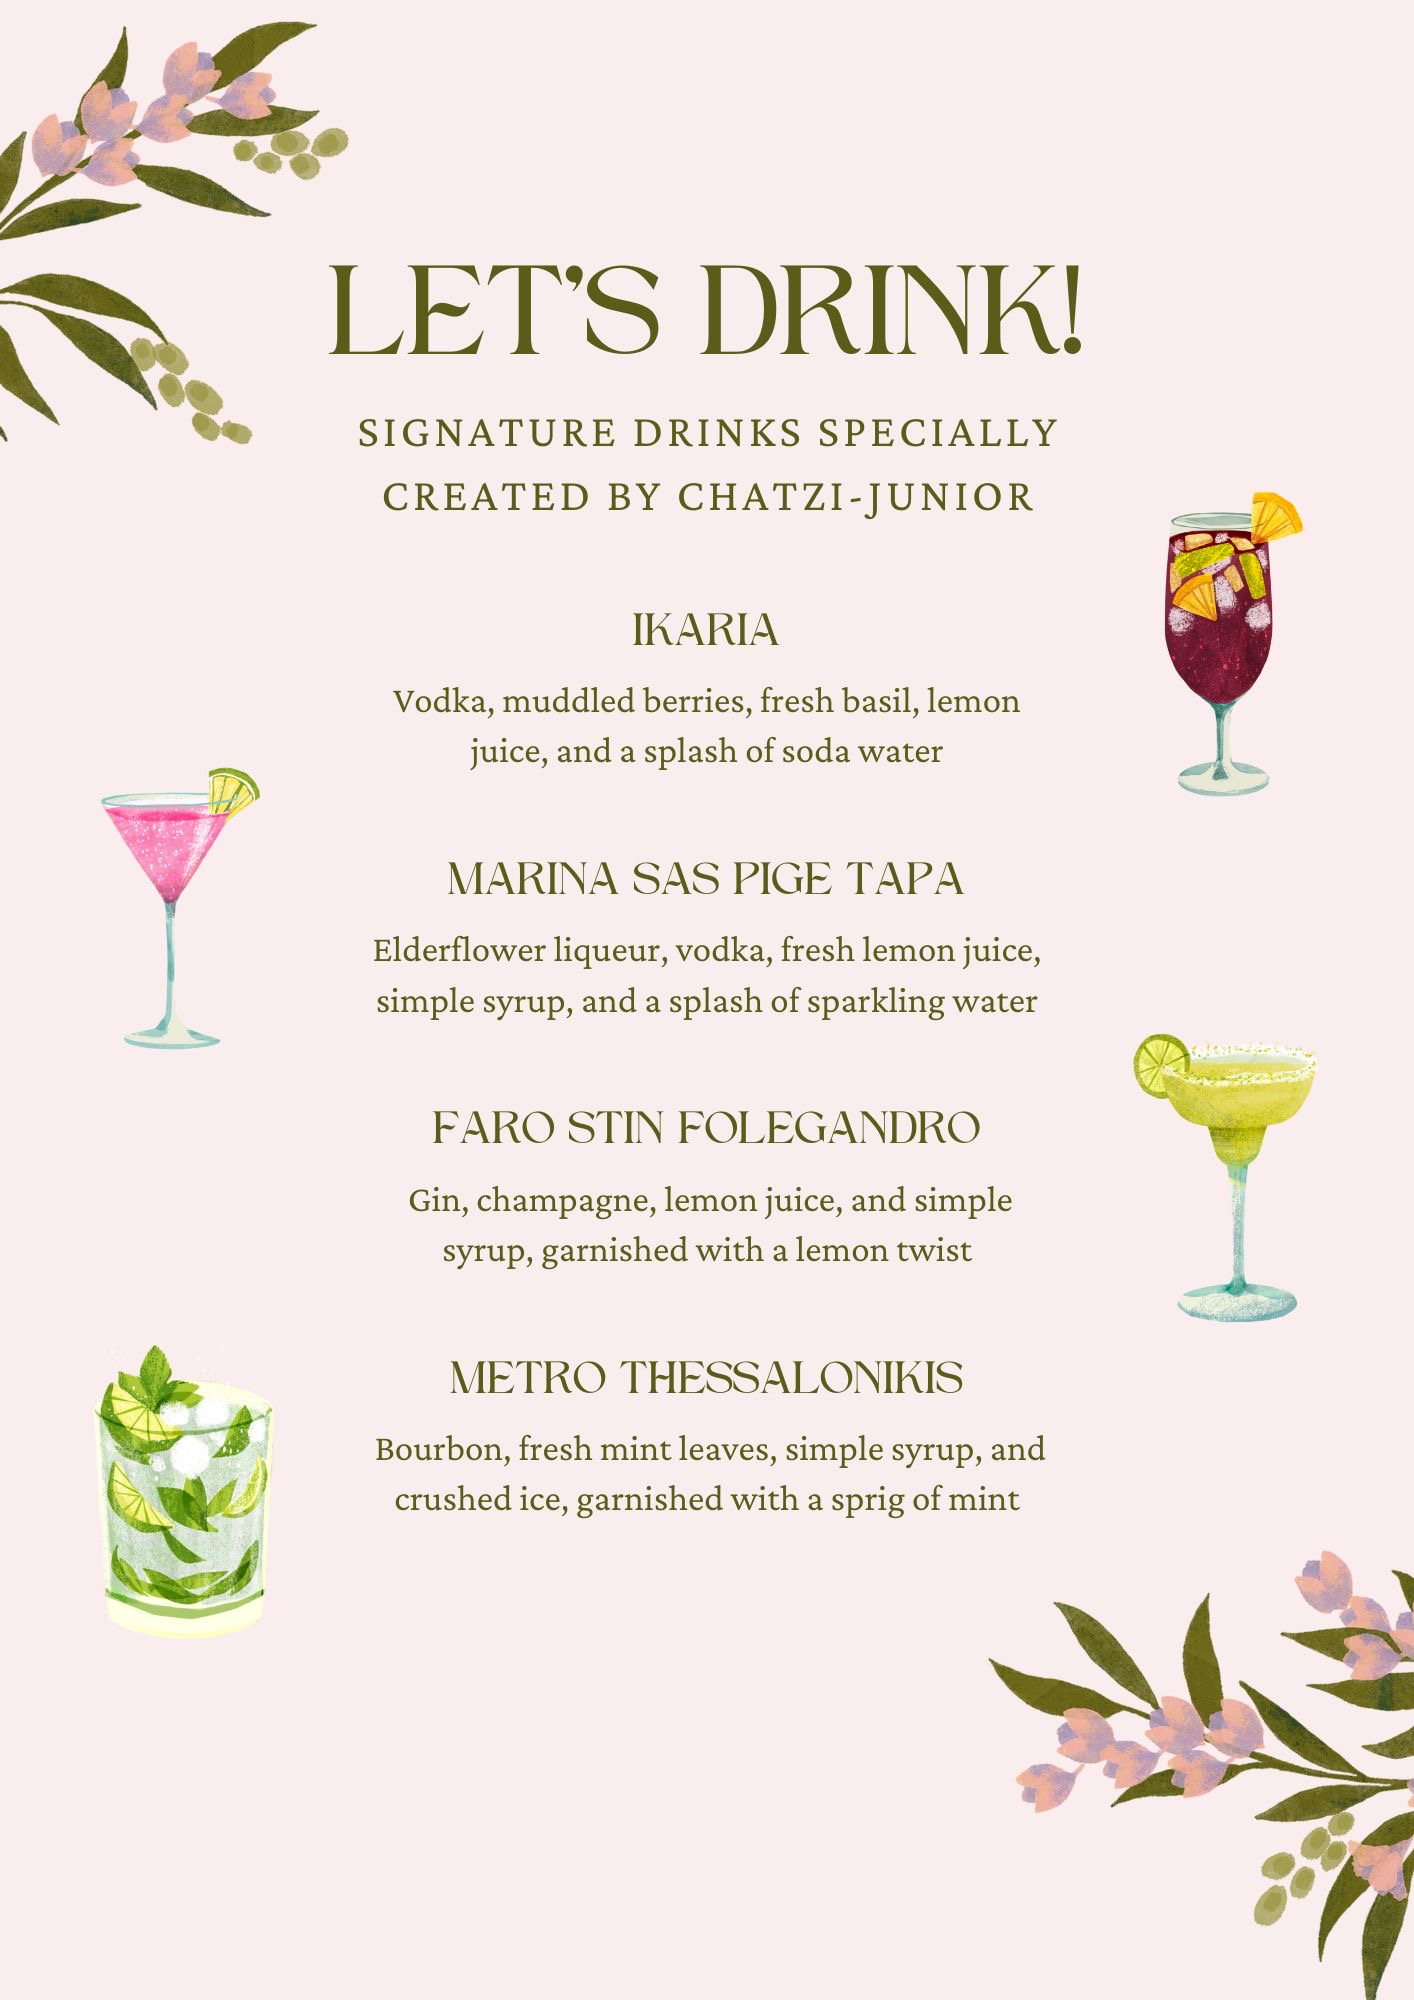 LET'S DRINK!
SIGNATURE DRINKS SPECIALLY
CREATED BY CHATZI-JUNIOR
IKARIA
Vodka, muddled berries, fresh basil, lemon
juice, and a splash of soda water
MARINA SAS PIGE TAPA
Elderflower liqueur, vodka, fresh lemon juice,
simple syrup, and a splash of sparkling water
FARO STIN FOLEGANDRO
Gin, champagne, lemon juice, and simple
syrup, garnished with a lemon twist
METRO THESSALONIKIS
Bourbon, fresh mint leaves, simple syrup, and
crushed ice, garnished with a sprig of mint